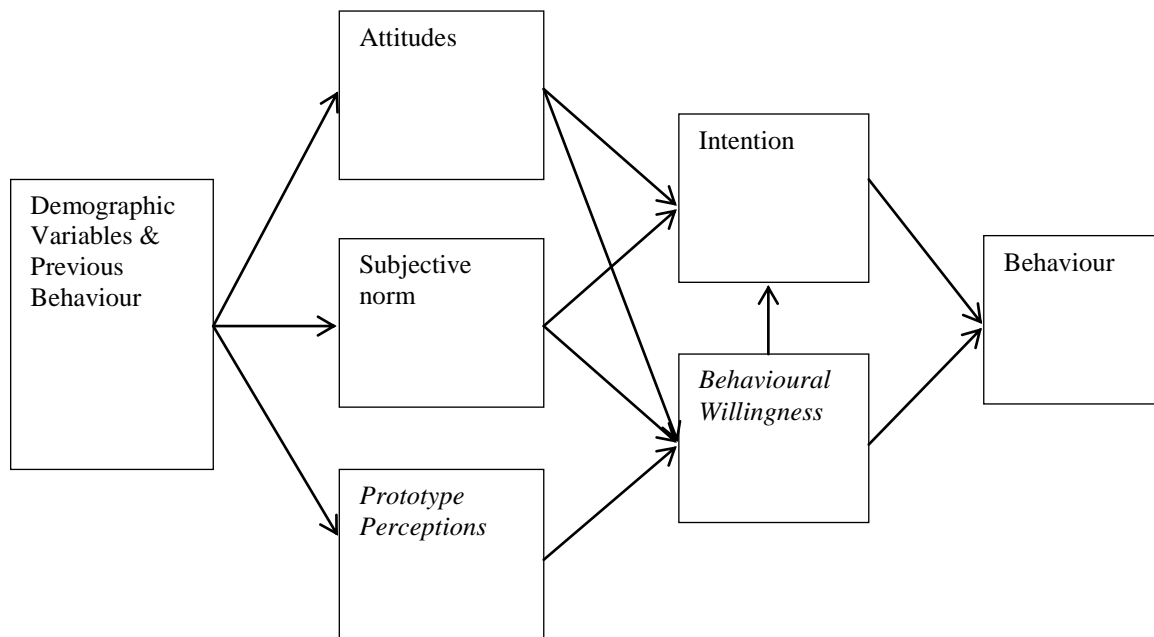 Attitudes
Intention
Demographic
Variables &
Previous
Behaviour
Subjective
norm
Behaviour
Behavioural
Willingness
Prototype
Perceptions